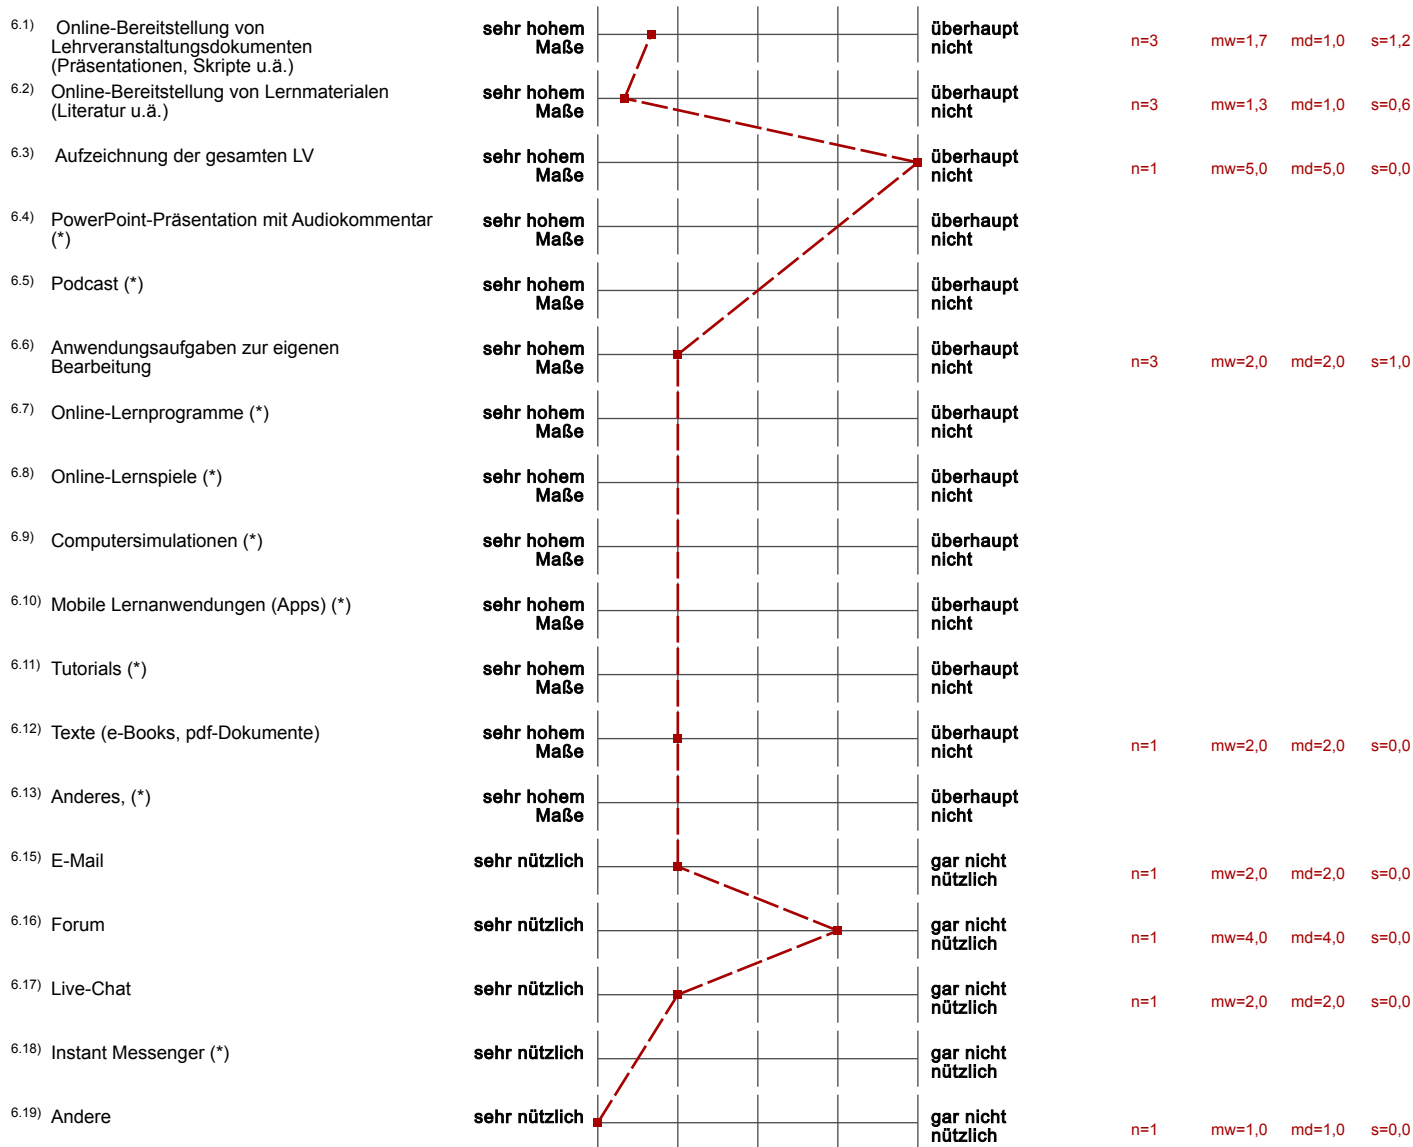 6.1) Online-Bereitstellung von
Lehrveranstaltungsdokumenten
(Präsentationen, Skripte u.ä.)
sehr hohem
Maße
überhaupt
nicht
n=3 mw=1,7 md=1,0 s=1,2
6.2) Online-Bereitstellung von Lernmaterialen
(Literatur u.ä.)
sehr hohem
Maße
überhaupt
nicht
n=3 mw=1,3 md=1,0 s=0,6
6.3) Aufzeichnung der gesamten LV
sehr hohem
Maße
überhaupt
nicht
n=1 mw=5,0 md=5,0 s=0,0
6.4) PowerPoint-Präsentation mit Audiokommentar
(*)
sehr hohem
Maße
überhaupt
nicht
6.5) Podcast (*)
sehr hohem
Maße
überhaupt
nicht
6.6) Anwendungsaufgaben zur eigenen
Bearbeitung
sehr hohem
Maße
überhaupt
nicht
n=3 mw=2,0 md=2,0 s=1,0
6.7) Online-Lernprogramme (*)
sehr hohem
Maße
überhaupt
nicht
6.8) Online-Lernspiele (*)
sehr hohem
Maße
überhaupt
nicht
6.9) Computersimulationen (*)
sehr hohem
Maße
überhaupt
nicht
6.10) Mobile Lernanwendungen (Apps) (*)
sehr hohem
Maße
überhaupt
nicht
6.11) Tutorials (*)
sehr hohem
Maße
überhaupt
nicht
6.12) Texte (e-Books, pdf-Dokumente)
sehr hohem
Maße
überhaupt
nicht
n=1 mw=2,0 md=2,0 s=0,0
6.13) Anderes, (*)
sehr hohem
Maße
überhaupt
nicht
6.15) E-Mail
sehr nützlich
gar nicht
nützlich
n=1 mw=2,0 md=2,0 s=0,0
6.16) Forum
sehr nützlich
gar nicht
nützlich
n=1 mw=4,0 md=4,0 s=0,0
6.17) Live-Chat
sehr nützlich
gar nicht
nützlich
n=1 mw=2,0 md=2,0 s=0,0
6.18) Instant Messenger (*)
sehr nützlich
gar nicht
nützlich
6.19) Andere
sehr nützlich
gar nicht
nützlich
n=1 mw=1,0 md=1,0 s=0,0